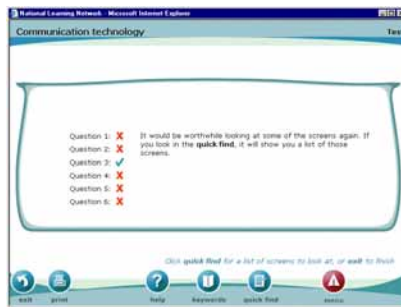 National Learning Network - Microsoft Internet Explorer
Communication technology
Test
Question 1:
Question 2:
Question 3:
Question 4:
Question 5:
Question 6:
It would be worthwhile looking at some of the screens again. If
you look in the quick find, it will show you a list of those
screens.
Click quick find for a list of screens to look at, or exit to finish
exit
print
help
keywords
quick find
menu